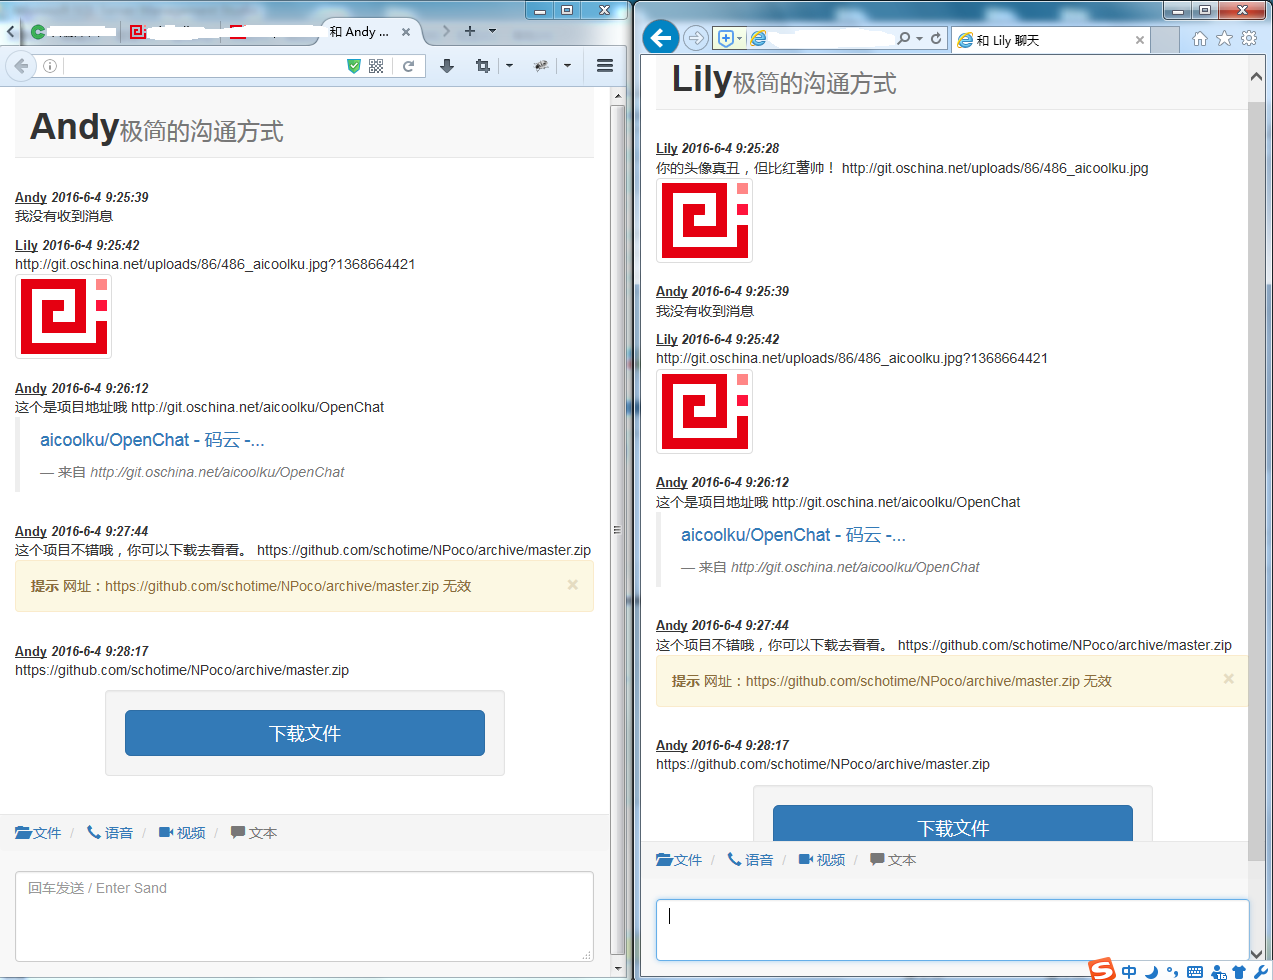 和 Andy ...
Andy极简的沟通方式
Andy 2016-6-4 9:25:39
我没有收到消息
Lily 2016-6-4 9:25:42
http://git.oschina.net/uploads/86/486_aicoolku.jpg?1368664421
Andy 2016-6-4 9:26:12
这个是项目地址哦 http://git.oschina.net/aicoolku/OpenChat
aicoolku/OpenChat - 码云 -...
— 来自 http://git.oschina.net/aicoolku/OpenChat
Andy 2016-6-4 9:27:44
这个项目不错哦，你可以下载去看看。 https://github.com/schotime/NPoco/archive/master.zip
提示 网址：https://github.com/schotime/NPoco/archive/master.zip 无效 ×
Andy 2016-6-4 9:28:17
https://github.com/schotime/NPoco/archive/master.zip
下载文件
文件 / 语音 / 视频 / 文本
回车发送 / Enter Sand
和 Lily 聊天
Lily极简的沟通方式
Lily 2016-6-4 9:25:28
你的头像真丑，但比红薯帅！ http://git.oschina.net/uploads/86/486_aicoolku.jpg
Andy 2016-6-4 9:25:39
我没有收到消息
Lily 2016-6-4 9:25:42
http://git.oschina.net/uploads/86/486_aicoolku.jpg?1368664421
Andy 2016-6-4 9:26:12
这个是项目地址哦 http://git.oschina.net/aicoolku/OpenChat
aicoolku/OpenChat - 码云 -...
— 来自 http://git.oschina.net/aicoolku/OpenChat
Andy 2016-6-4 9:27:44
这个项目不错哦，你可以下载去看看。 https://github.com/schotime/NPoco/archive/master.zip
提示 网址：https://github.com/schotime/NPoco/archive/master.zip 无效 ×
Andy 2016-6-4 9:28:17
https://github.com/schotime/NPoco/archive/master.zip
下载文件
文件 / 语音 / 视频 / 文本
中